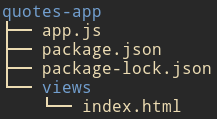 quotes-app
├── app.js
├── package.json
├── package-lock.json
└── views
    └── index.html